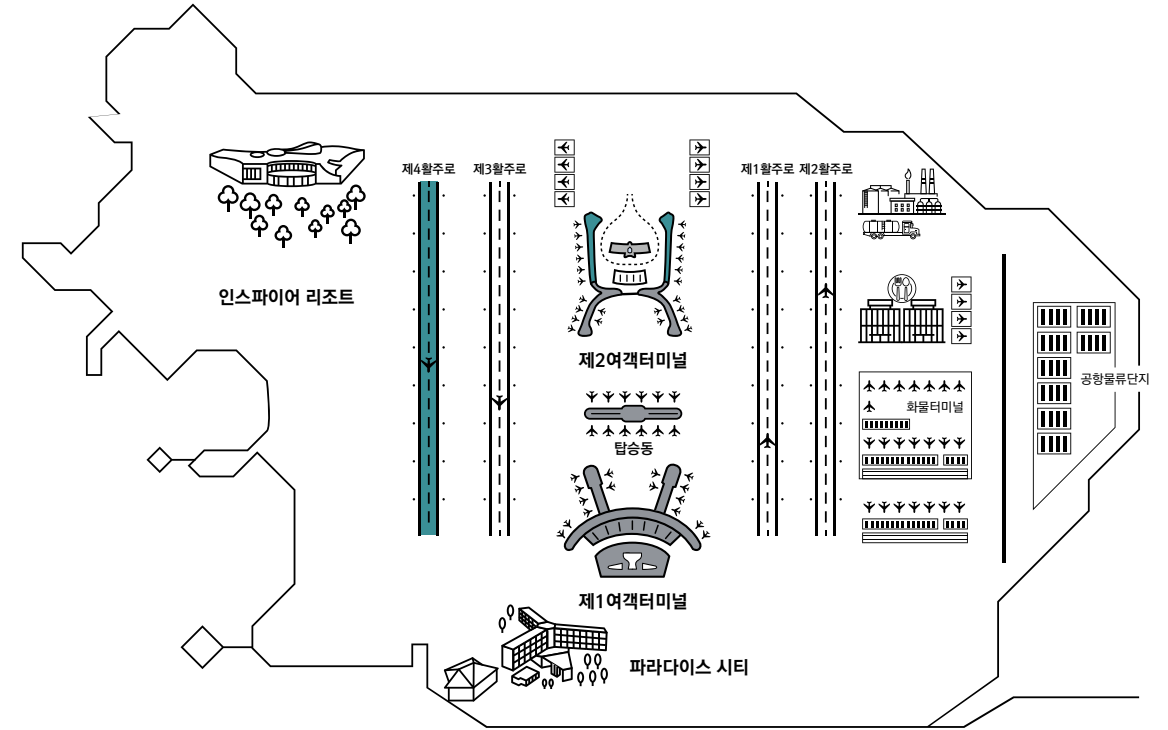 제4활주로
제3활주로
제1활주로
제2활주로
인스파이어 리조트
제2여객터미널
공항물류단지
화물터미널
탑승동
제1여객터미널
파라다이스 시티